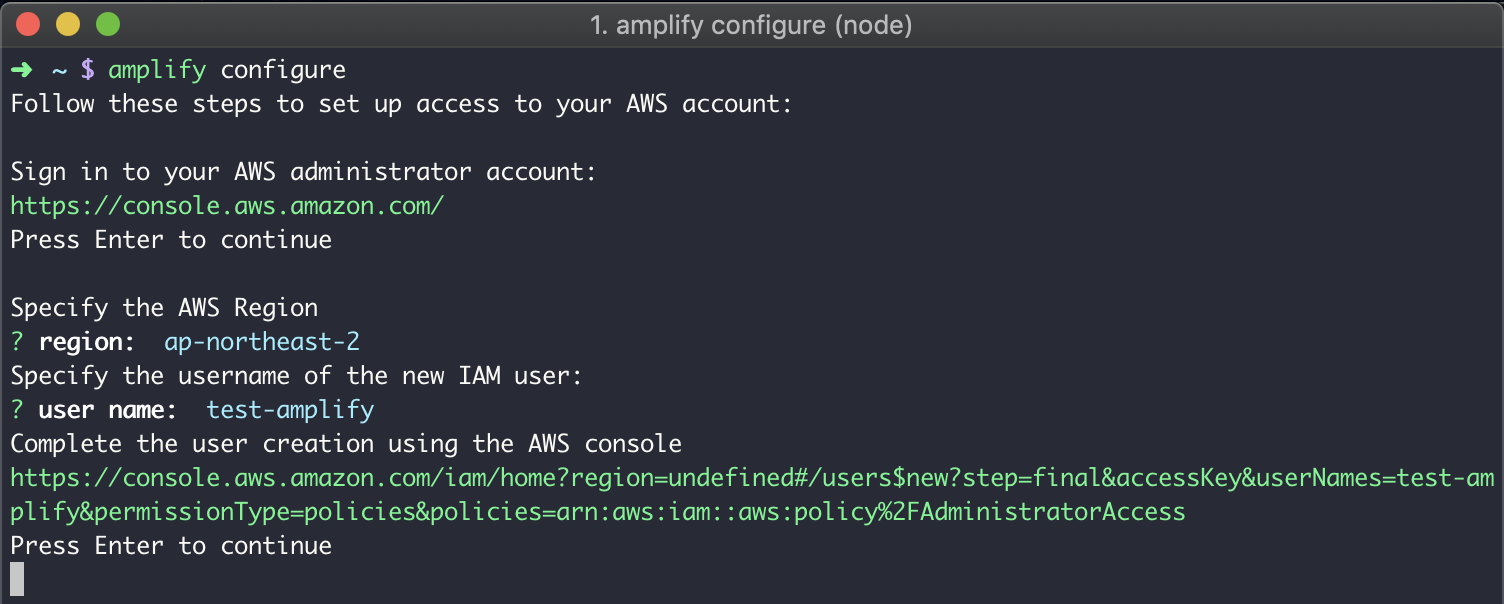 1. amplify configure (node)
➜ ~ $ amplify configure
Follow these steps to set up access to your AWS account:
Sign in to your AWS administrator account:
https://console.aws.amazon.com/
Press Enter to continue
Specify the AWS Region
? region: ap-northeast-2
Specify the username of the new IAM user:
? user name: test-amplify
Complete the user creation using the AWS console
https://console.aws.amazon.com/iam/home?region=undefined#/users$new?step=final&accessKey&userNames=test-am
plify&permissionType=policies&policies=arn:aws:iam::aws:policy%2FAdministratorAccess
Press Enter to continue